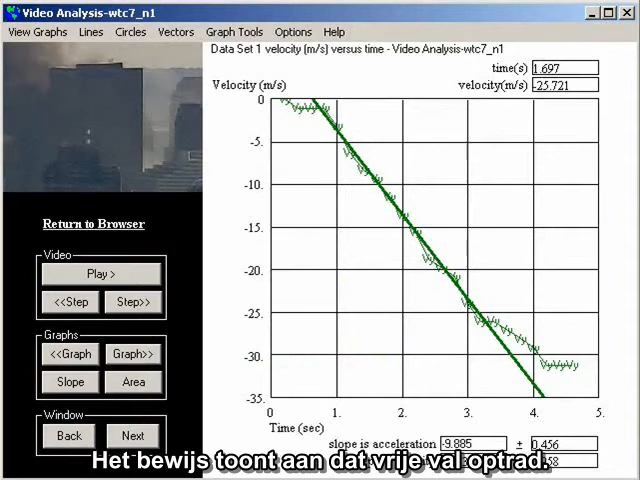 Video Analysis-wtc7_n1
View Graphs Lines Circles Vectors Graph Tools Options Help
Data Set 1 velocity (m/s) versus time - Video Analysis-wtc7_n1
time(s) 1.697
Velocity (m/s) velocity(m/s) -25.721
0
-5.
-10.
-15.
-20.
-25.
-30.
-35.
0 1. 2. 3. 4. 5.
Time (sec)
Return to Browser
Video
Play >
<<Step Step>>
Graphs
<<Graph Graph>>
Slope Area
Window
Back Next
slope is acceleration -9.885 ± 0.456
Het bewijs toont aan dat vrije val optrad.